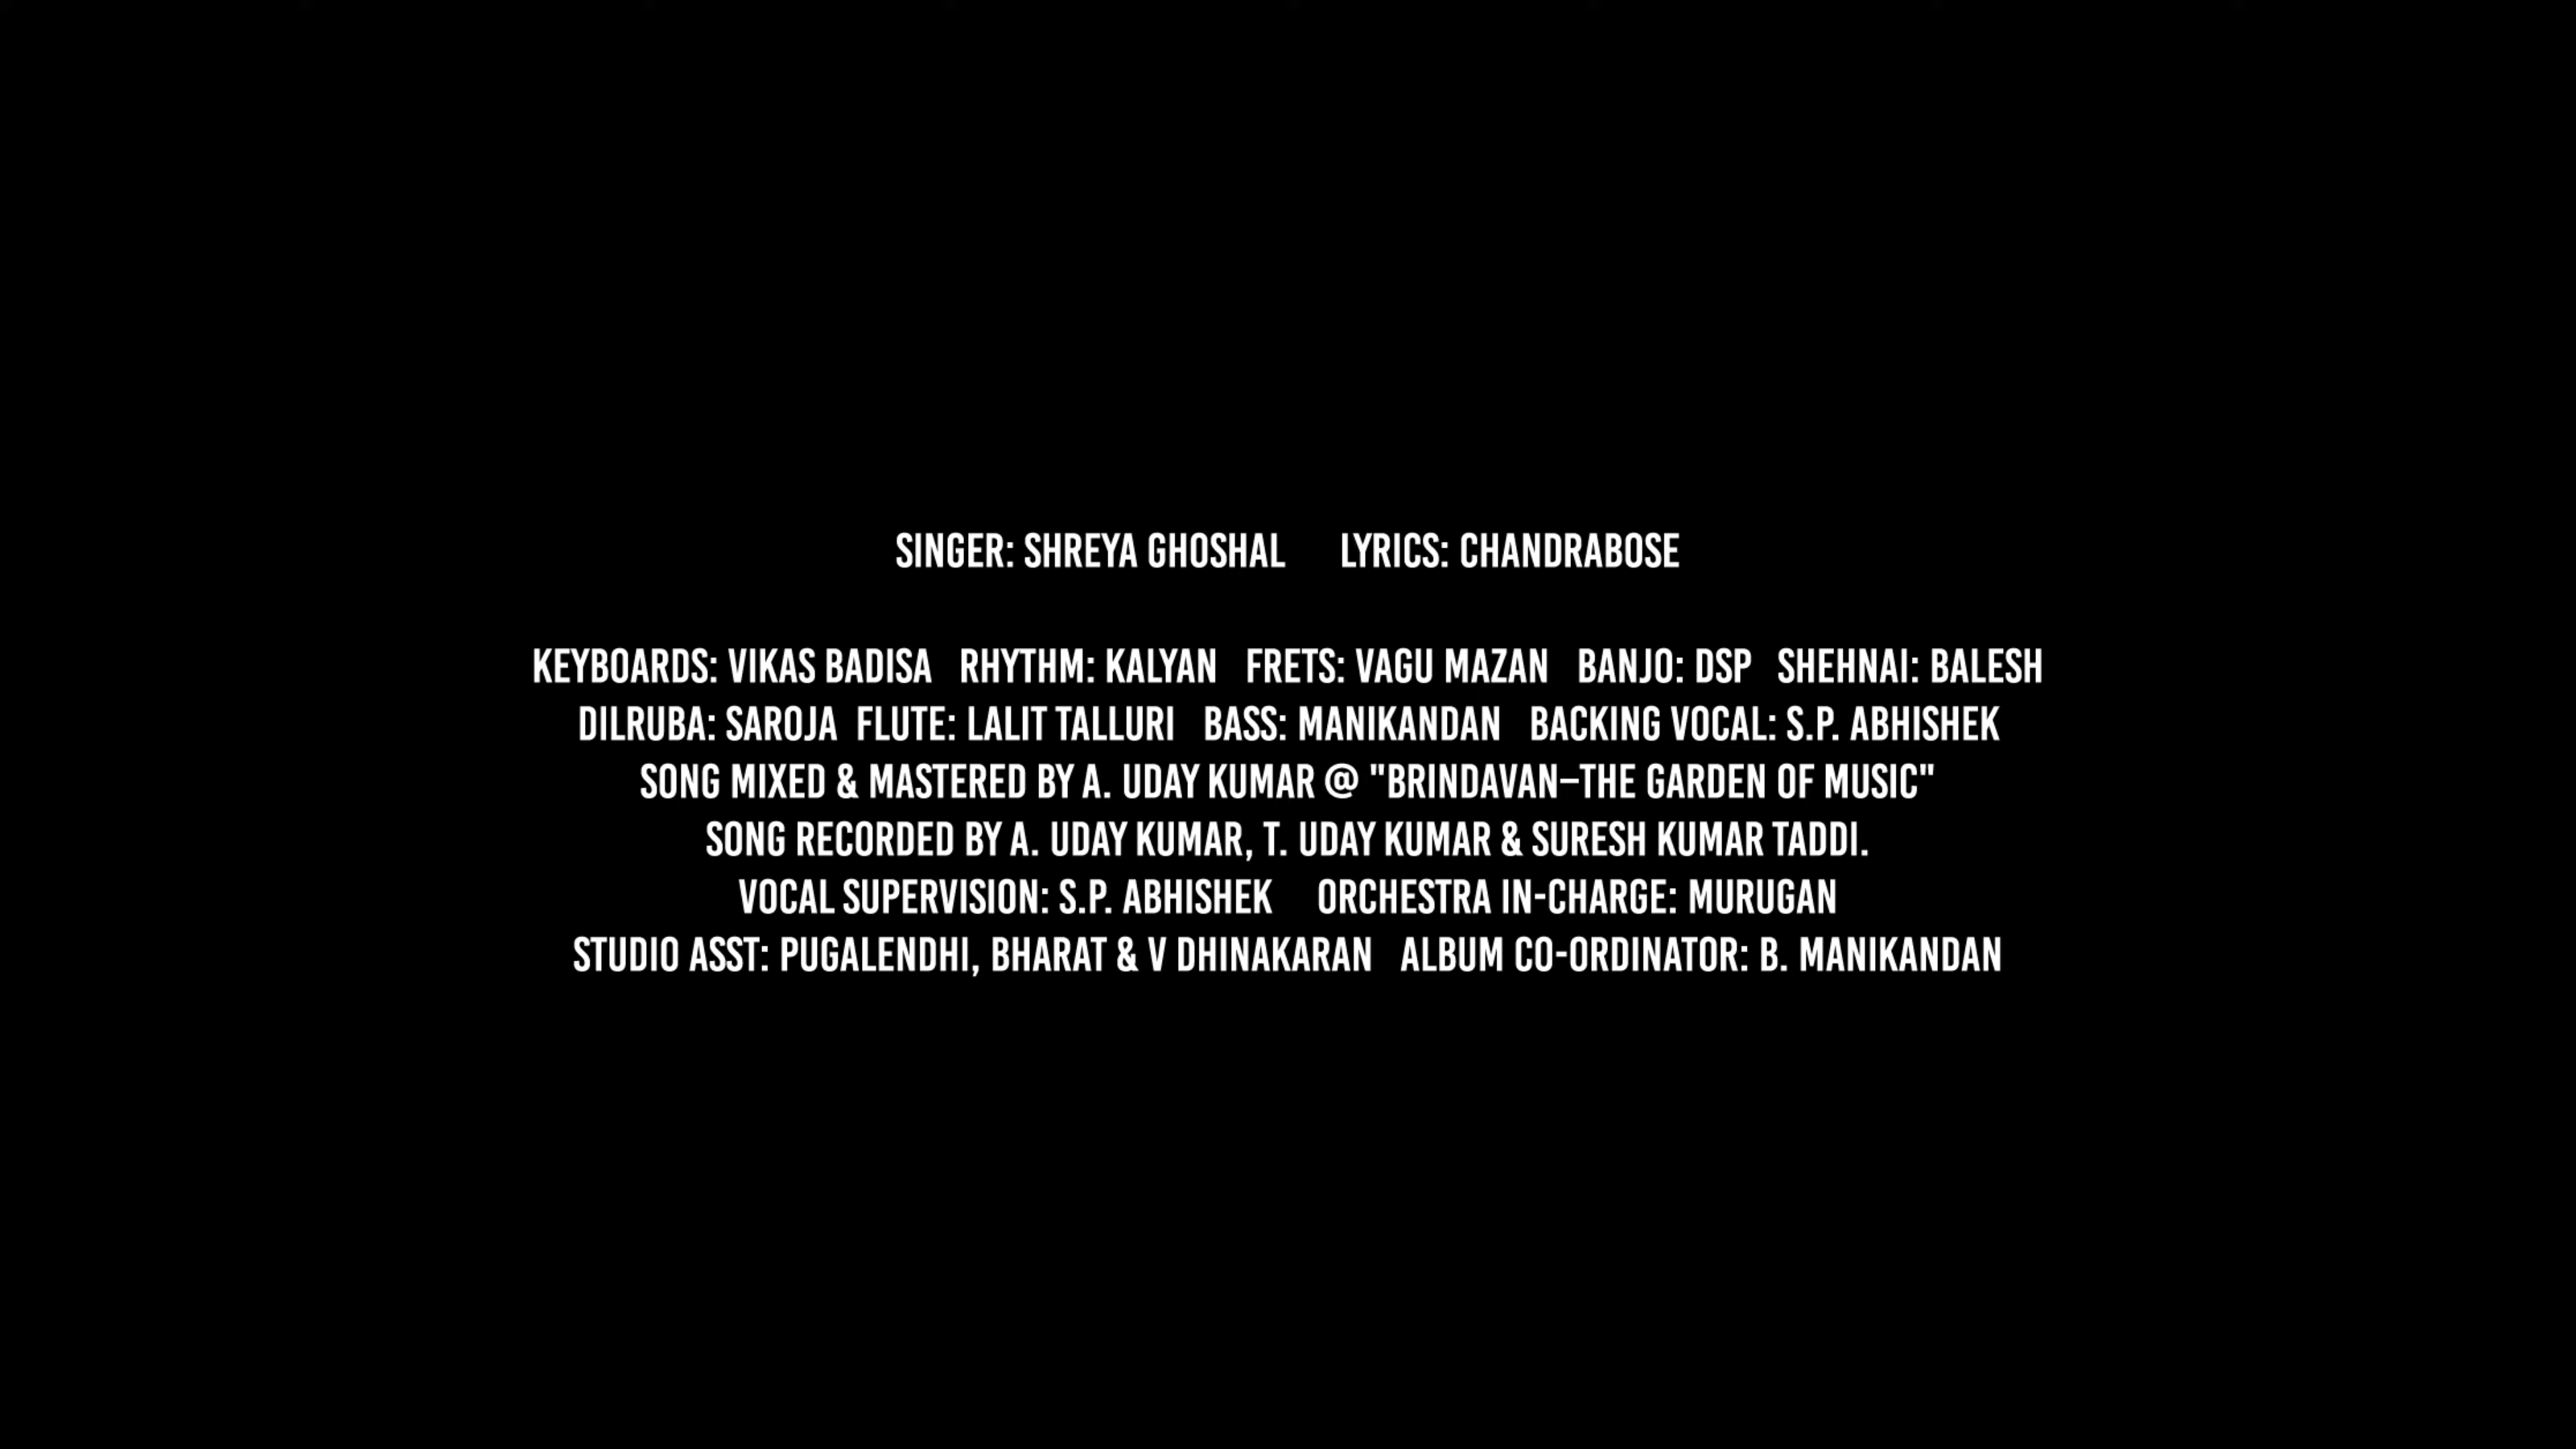 SINGER: SHREYA GHOSHAL LYRICS: CHANDRABOSE
KEYBOARDS: VIKAS BADISA RHYTHM: KALYAN FRETS: VAGU MAZAN BANJO: DSP SHEHNAI: BALESH
DILRUBA: SAROJA FLUTE: LALIT TALLURI BASS: MANIKANDAN BACKING VOCAL: S.P. ABHISHEK
SONG MIXED & MASTERED BY A. UDAY KUMAR @ "BRINDAVAN–THE GARDEN OF MUSIC"
SONG RECORDED BY A. UDAY KUMAR, T. UDAY KUMAR & SURESH KUMAR TADDI.
VOCAL SUPERVISION: S.P. ABHISHEK ORCHESTRA IN-CHARGE: MURUGAN
STUDIO ASST: PUGALENDHI, BHARAT & V DHINAKARAN ALBUM CO-ORDINATOR: B. MANIKANDAN